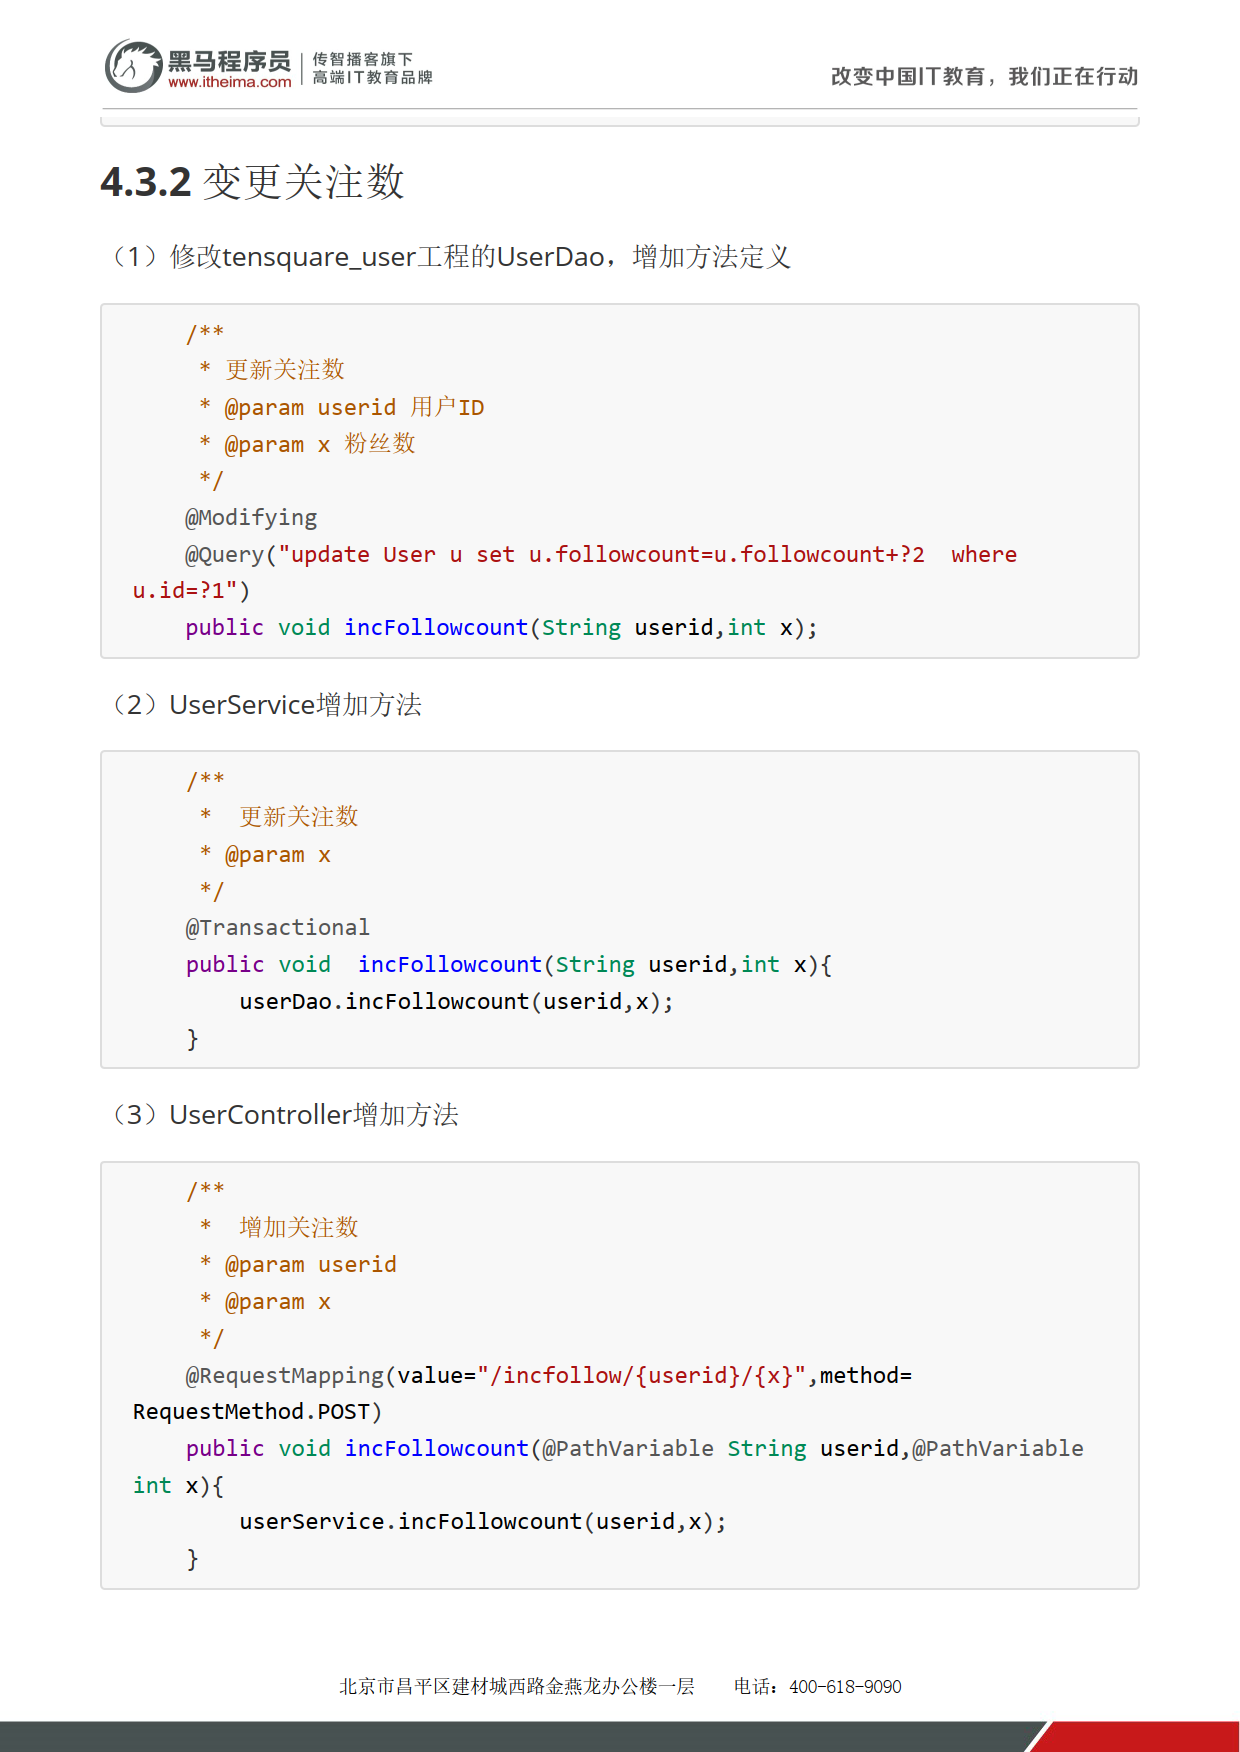 黑马程序员
www.itheima.com
传智播客旗下
高端IT教育品牌
改变中国IT教育，我们正在行动
4.3.2 变更关注数
（1）修改tensquare_user工程的UserDao，增加方法定义
    /**
     * 更新关注数
     * @param userid 用户ID
     * @param x 粉丝数
     */
    @Modifying
    @Query("update User u set u.followcount=u.followcount+?2  where
u.id=?1")
    public void incFollowcount(String userid,int x);
（2）UserService增加方法
    /**
     *  更新关注数
     * @param x
     */
    @Transactional
    public void  incFollowcount(String userid,int x){
        userDao.incFollowcount(userid,x);
    }
（3）UserController增加方法
    /**
     *  增加关注数
     * @param userid
     * @param x
     */
    @RequestMapping(value="/incfollow/{userid}/{x}",method=
RequestMethod.POST)
    public void incFollowcount(@PathVariable String userid,@PathVariable
int x){
        userService.incFollowcount(userid,x);
    }
北京市昌平区建材城西路金燕龙办公楼一层    电话：400-618-9090